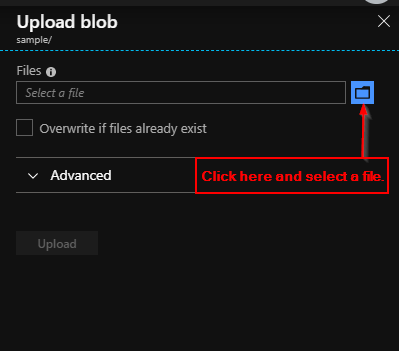 Upload blob
sample/
Files
Select a file
Overwrite if files already exist
Advanced
Click here and select a file.
Upload